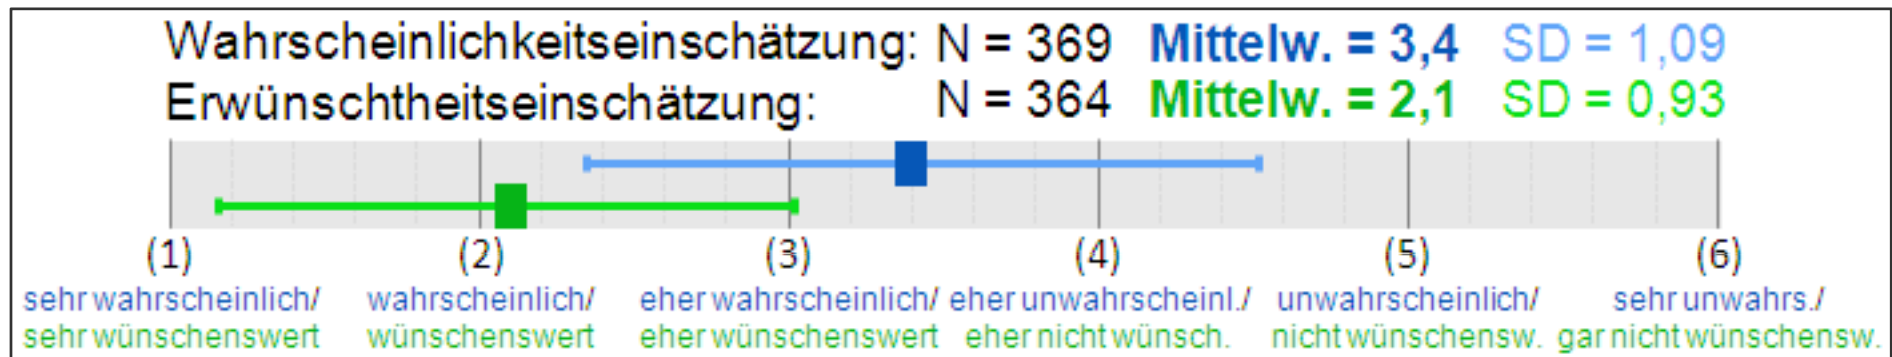 Wahrscheinlichkeitseinschätzung: N = 369 Mittelw. = 3,4 SD = 1,09
Erwünschtheitseinschätzung: N = 364 Mittelw. = 2,1 SD = 0,93
(1) (2) (3) (4) (5) (6)
sehr wahrscheinlich/ wahrscheinlich/ eher wahrscheinlich/ eher unwahrscheinl./ unwahrscheinlich/ sehr unwahrs./
sehr wünschenswert wünschenswert eher wünschenswert eher nicht wünsch. nicht wünschensw. gar nicht wünschensw.